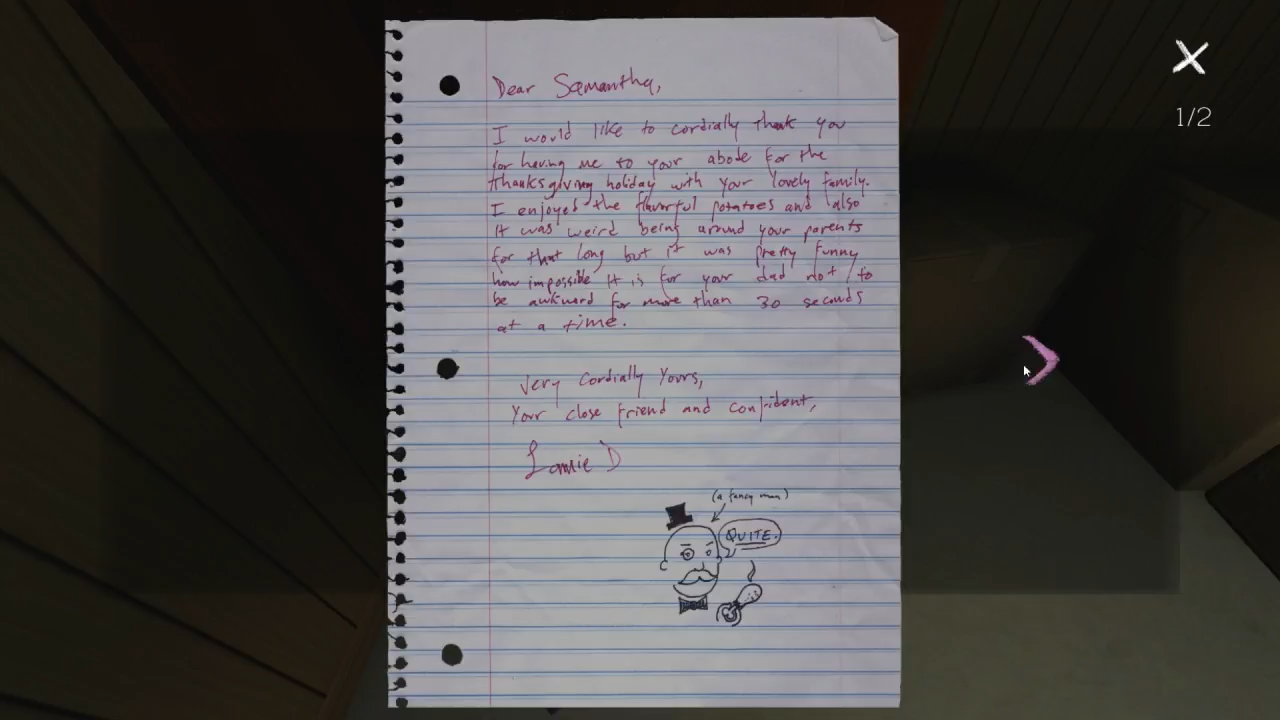 1/2
Dear Samantha,
I would like to cordially thank you
for having me to your abode for the
thanksgiving holiday with your lovely family.
I enjoyed the flavorful potatoes and also
it was weird being around your parents
for that long but it was pretty funny
how impossible it is for your dad not to
be awkward for more than 30 seconds
at a time.
Very Cordially Yours,
Your close friend and confident,
Lonnie D
(a fancy man)
QUITE.